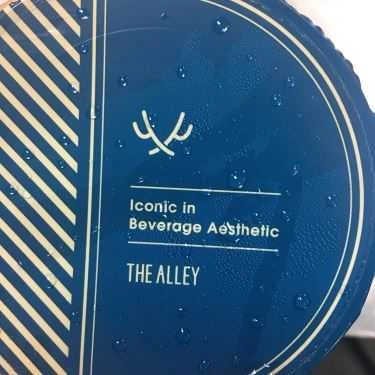 Iconic in
Beverage Aesthetic
THE ALLEY